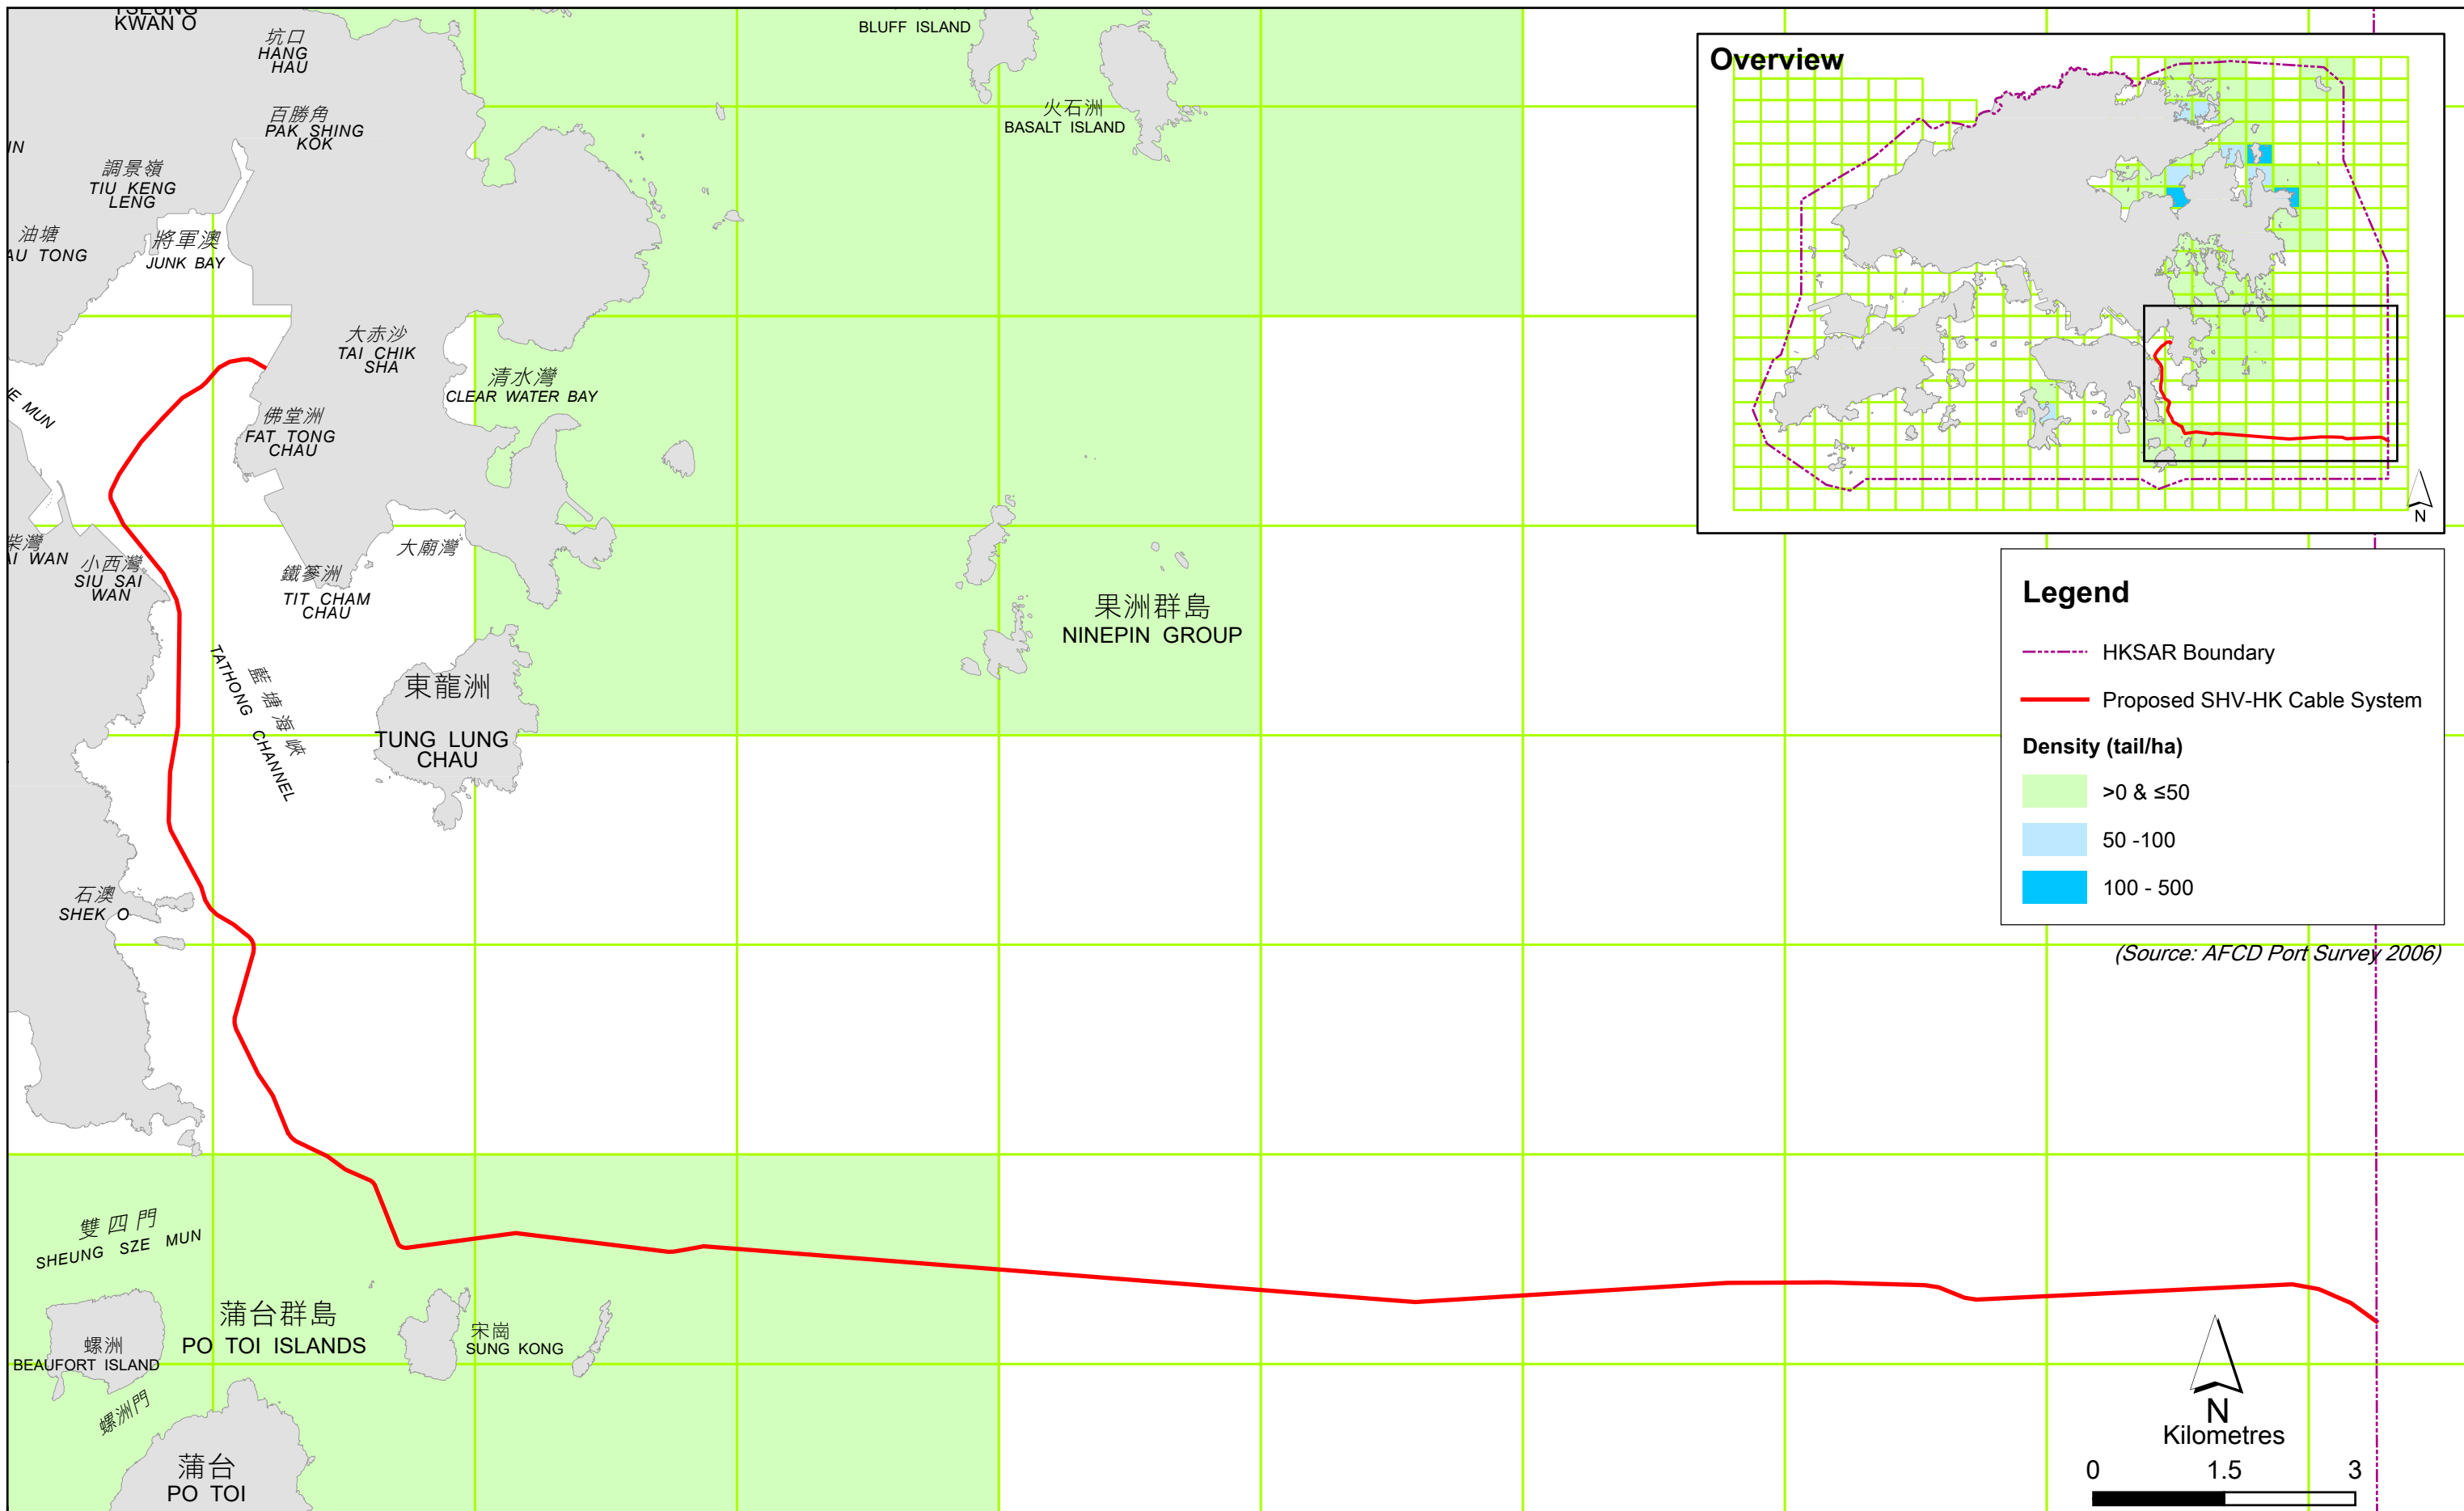 KWAN O
坑口
HANG
HAU
百勝角
PAK SHING
KOK
調景嶺
TIU KENG
LENG
油塘
AU TONG
將軍澳
JUNK BAY
BLUFF ISLAND
火石洲
BASALT ISLAND
大赤沙
TAI CHIK
SHA
清水灣
CLEAR WATER BAY
佛堂洲
FAT TONG
CHAU
E MUN
柴灣
AI WAN
小西灣
SIU SAI
WAN
大廟灣
鐵篸洲
TIT CHAM
CHAU
果洲群島
NINEPIN GROUP
藍塘海峽
TATHONG CHANNEL
東龍洲
TUNG LUNG
CHAU
石澳
SHEK O
雙四門
SHEUNG SZE MUN
蒲台群島
PO TOI ISLANDS
螺洲
BEAUFORT ISLAND
宋崗
SUNG KONG
螺洲門
蒲台
PO TOI
Overview
N
Legend
HKSAR Boundary
Proposed SHV-HK Cable System
Density (tail/ha)
>0 & ≤50
50 -100
100 - 500
(Source: AFCD Port Survey 2006)
N
Kilometres
0 1.5 3